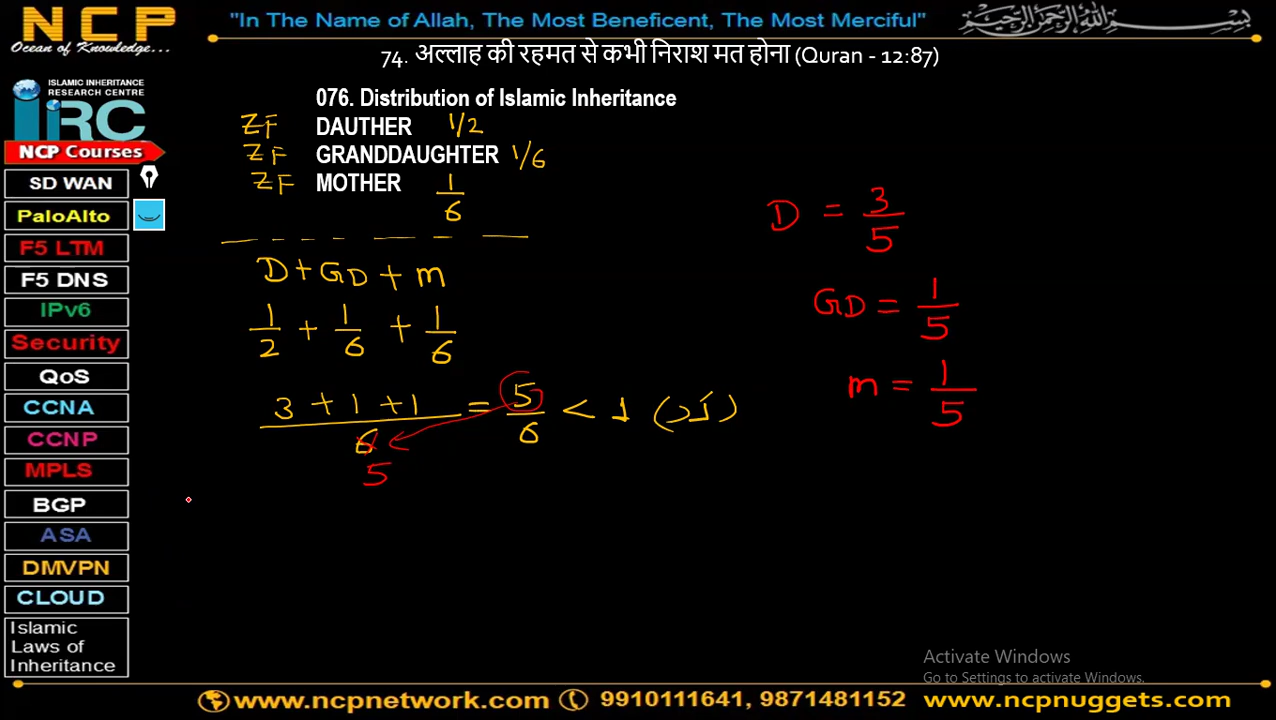 NCP
Ocean of Knowledge...
"In The Name of Allah, The Most Beneficent, The Most Merciful"
بِسْمِ اللهِ الرَّحْمٰنِ الرَّحِيْمِ
74. अल्लाह की रहमत से कभी निराश मत होना (Quran - 12:87)
ISLAMIC INHERITANCE
RESEARCH CENTRE
IRC
NCP Courses
SD WAN
PaloAlto
F5 LTM
F5 DNS
IPv6
Security
QoS
CCNA
CCNP
MPLS
BGP
ASA
DMVPN
CLOUD
Islamic
Laws of
Inheritance
076. Distribution of Islamic Inheritance
ZF DAUTHER 1/2
ZF GRANDDAUGHTER 1/6
ZF MOTHER 1/6
D+GD+m
1/2 + 1/6 + 1/6
3+1+1/6 = 5/6 < 1 (رد)
5
D = 3/5
GD = 1/5
m = 1/5
Activate Windows
Go to Settings to activate Windows.
www.ncpnetwork.com 9910111641, 9871481152 www.ncpnuggets.com